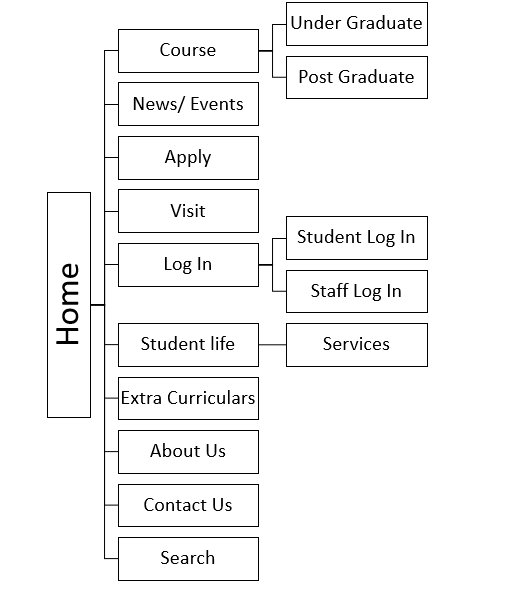 Home
Course
Under Graduate
Post Graduate
News/ Events
Apply
Visit
Log In
Student Log In
Staff Log In
Student life
Services
Extra Curriculars
About Us
Contact Us
Search